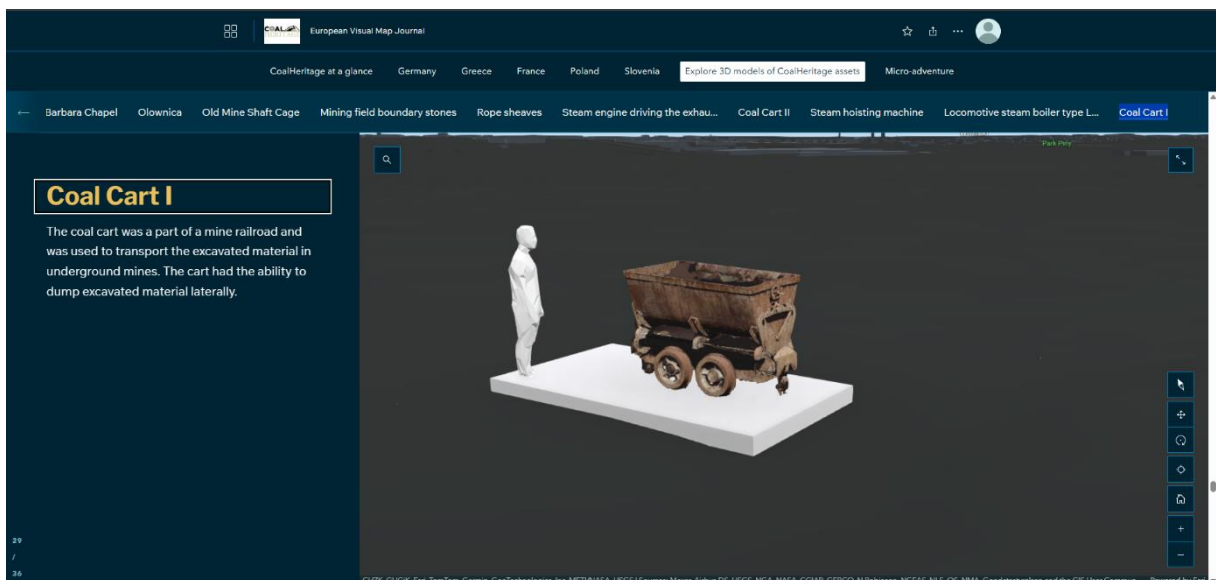 COAL European Visual Map Journal
CoalHeritage at a glance Germany Greece France Poland Slovenia Explore 3D models of CoalHeritage assets Micro-adventure
Barbara Chapel Olownica Old Mine Shaft Cage Mining field boundary stones Rope sheaves Steam engine driving the exhau... Coal Cart II Steam hoisting machine Locomotive steam boiler type L... Coal Cart I
Park Piny
Coal Cart I
The coal cart was a part of a mine railroad and
was used to transport the excavated material in
underground mines. The cart had the ability to
dump excavated material laterally.
29
/
36